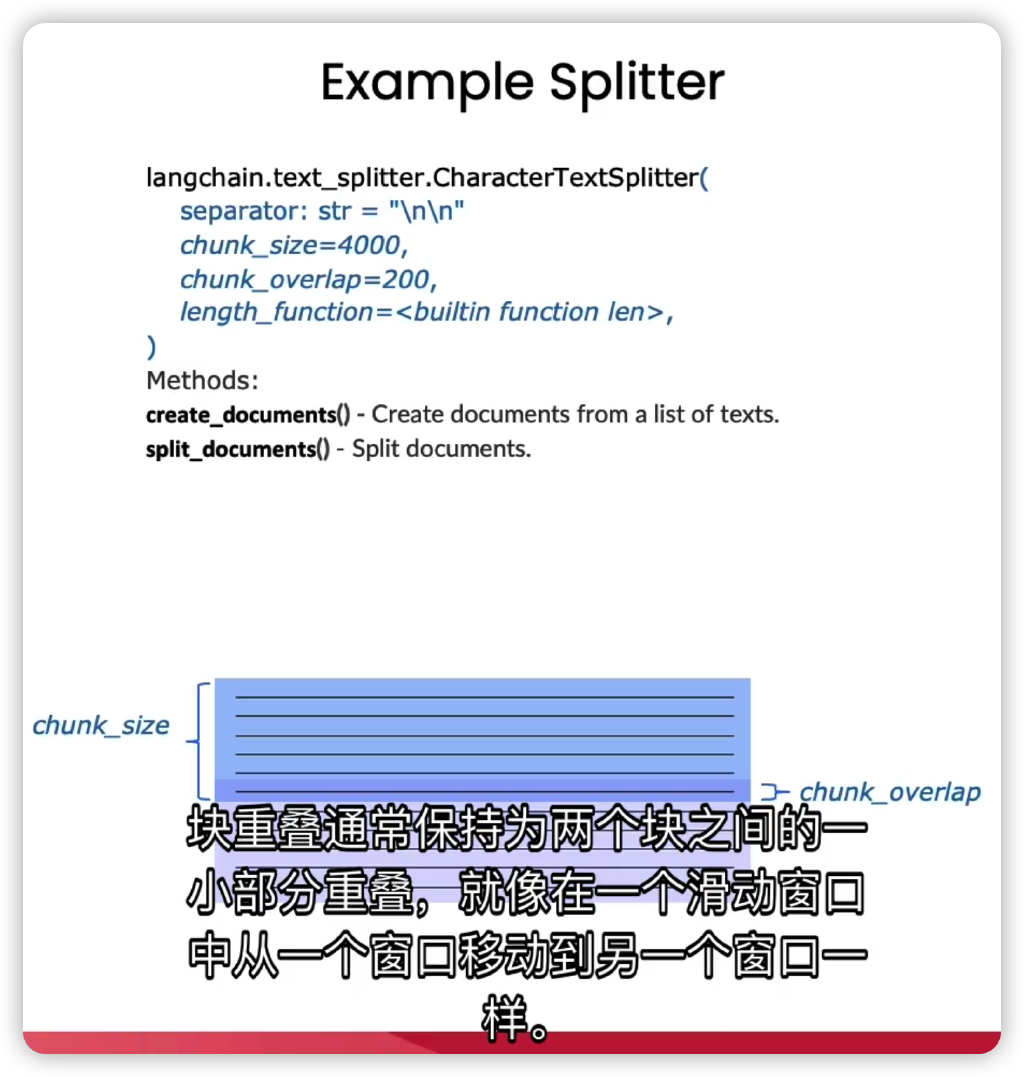 Example Splitter
langchain.text_splitter.CharacterTextSplitter(
separator: str = "\n\n"
chunk_size=4000,
chunk_overlap=200,
length_function=<builtin function len>,
)
Methods:
create_documents() - Create documents from a list of texts.
split_documents() - Split documents.
chunk_size
chunk_overlap
块重叠通常保持为两个块之间的一
小部分重叠，就像在一个滑动窗口
中从一个窗口移动到另一个窗口一
样。